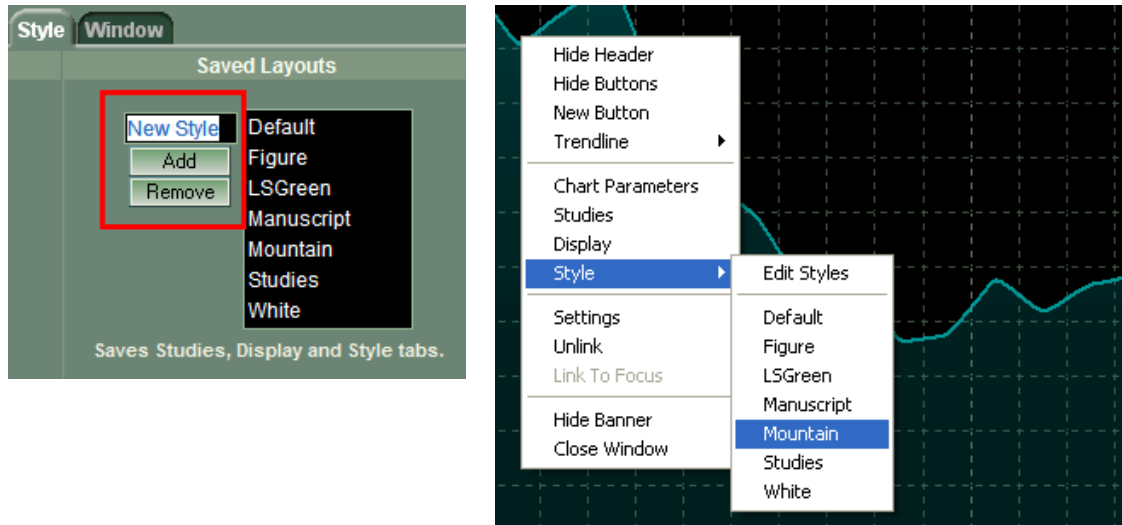 Style Window
Saved Layouts
New Style
Add
Remove
Default
Figure
LSGreen
Manuscript
Mountain
Studies
White
Saves Studies, Display and Style tabs.
Hide Header
Hide Buttons
New Button
Trendline
Chart Parameters
Studies
Display
Style
Settings
Unlink
Link To Focus
Hide Banner
Close Window
Edit Styles
Default
Figure
LSGreen
Manuscript
Mountain
Studies
White